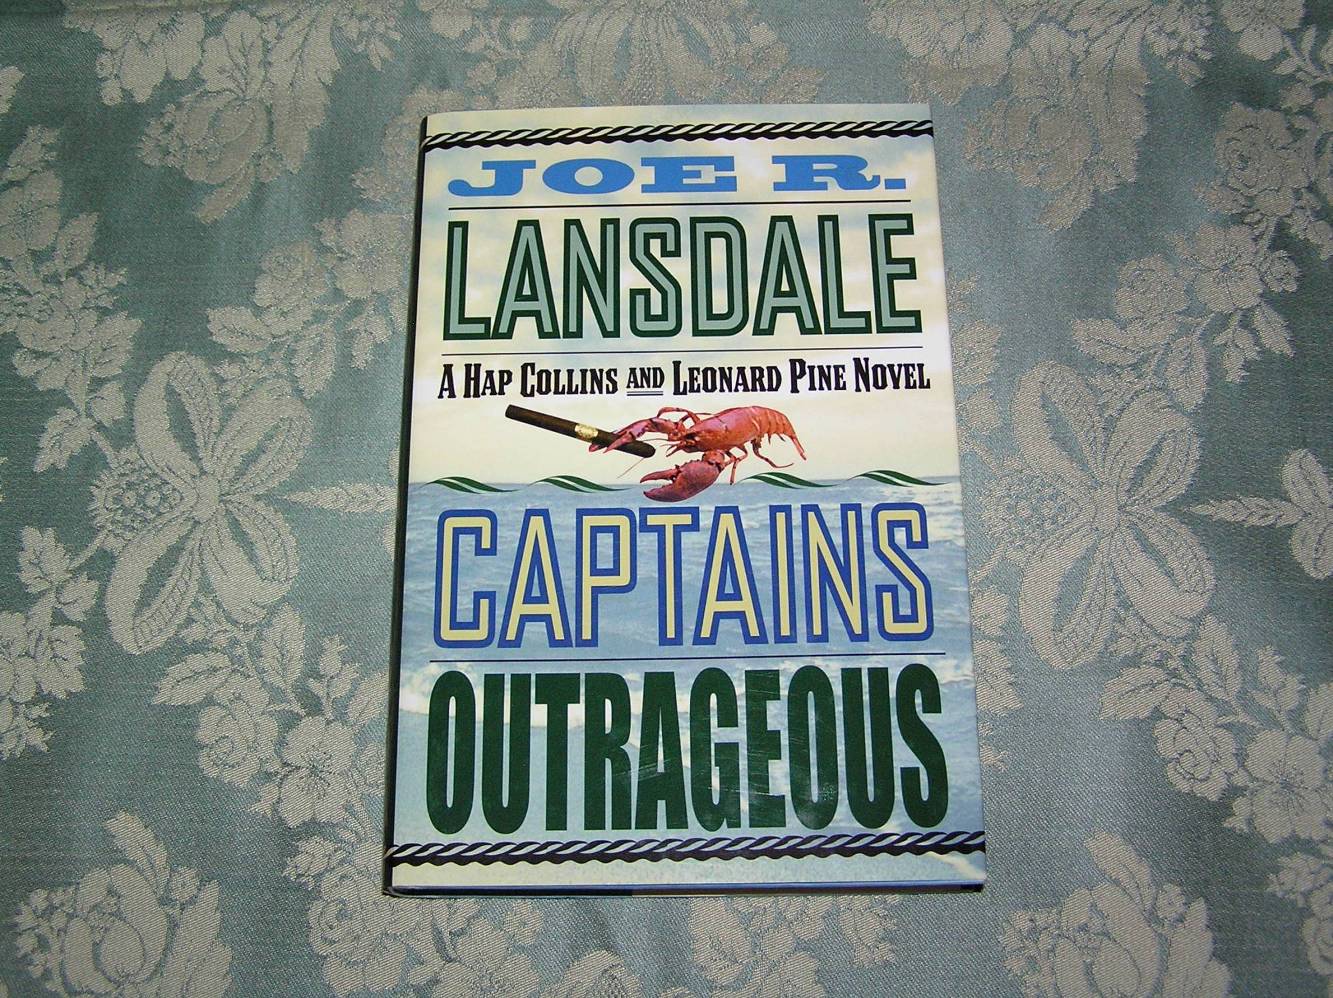 JOE R.
LANSDALE
A HAP COLLINS AND LEONARD PINE NOVEL
CAPTAINS
OUTRAGEOUS